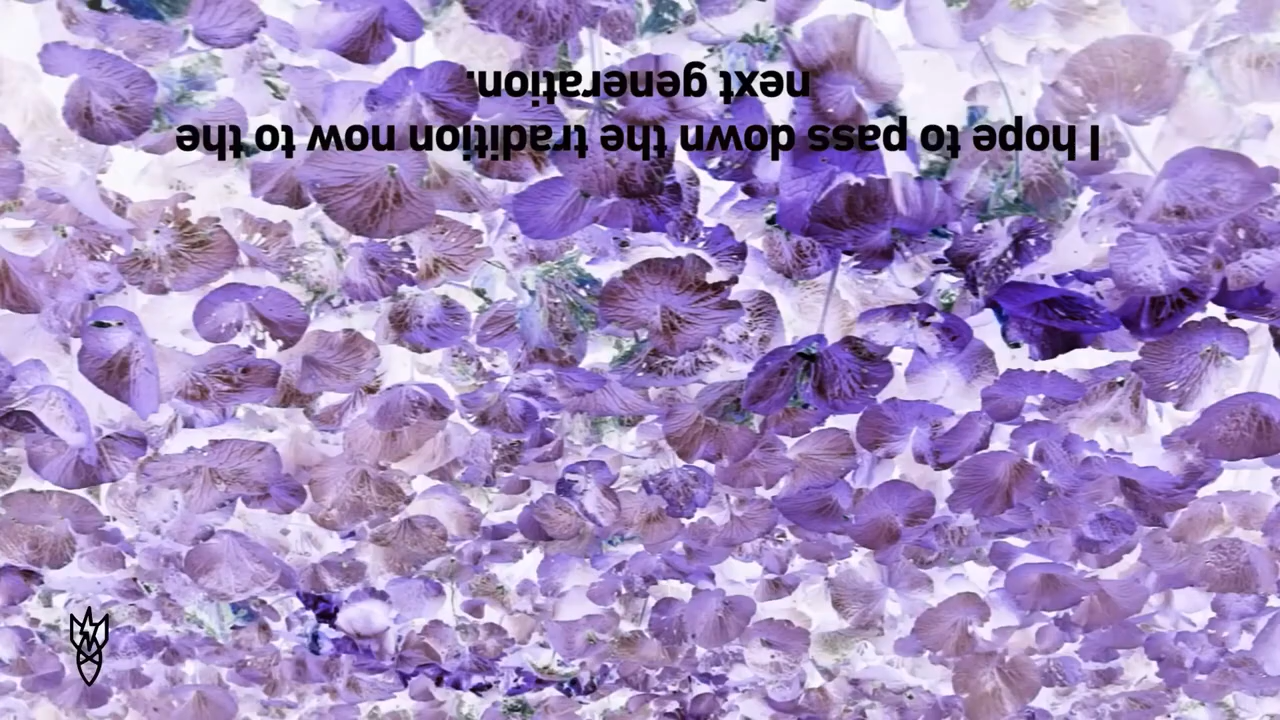 I hope to pass down the tradition now to the
next generation.